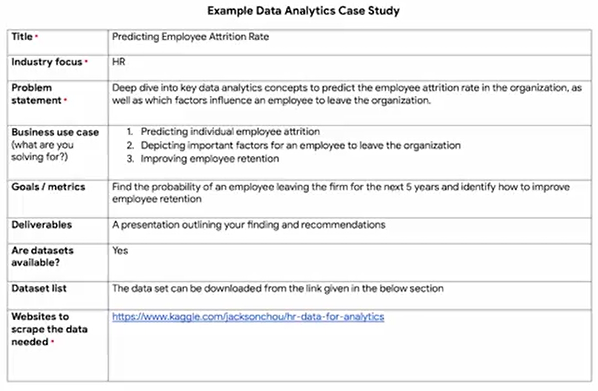 Example Data Analytics Case Study
Title • Predicting Employee Attrition Rate
Industry focus • HR
Problem statement • Deep dive into key data analytics concepts to predict the employee attrition rate in the organization, as
well as which factors influence an employee to leave the organization.
Business use case (what are you solving for?)
1. Predicting individual employee attrition
2. Depicting important factors for an employee to leave the organization
3. Improving employee retention
Goals / metrics Find the probability of an employee leaving the firm for the next 5 years and identify how to improve
employee retention
Deliverables A presentation outlining your finding and recommendations
Are datasets available? Yes
Dataset list The data set can be downloaded from the link given in the below section
Websites to scrape the data needed • https://www.kaggle.com/jacksonchou/hr-data-for-analytics